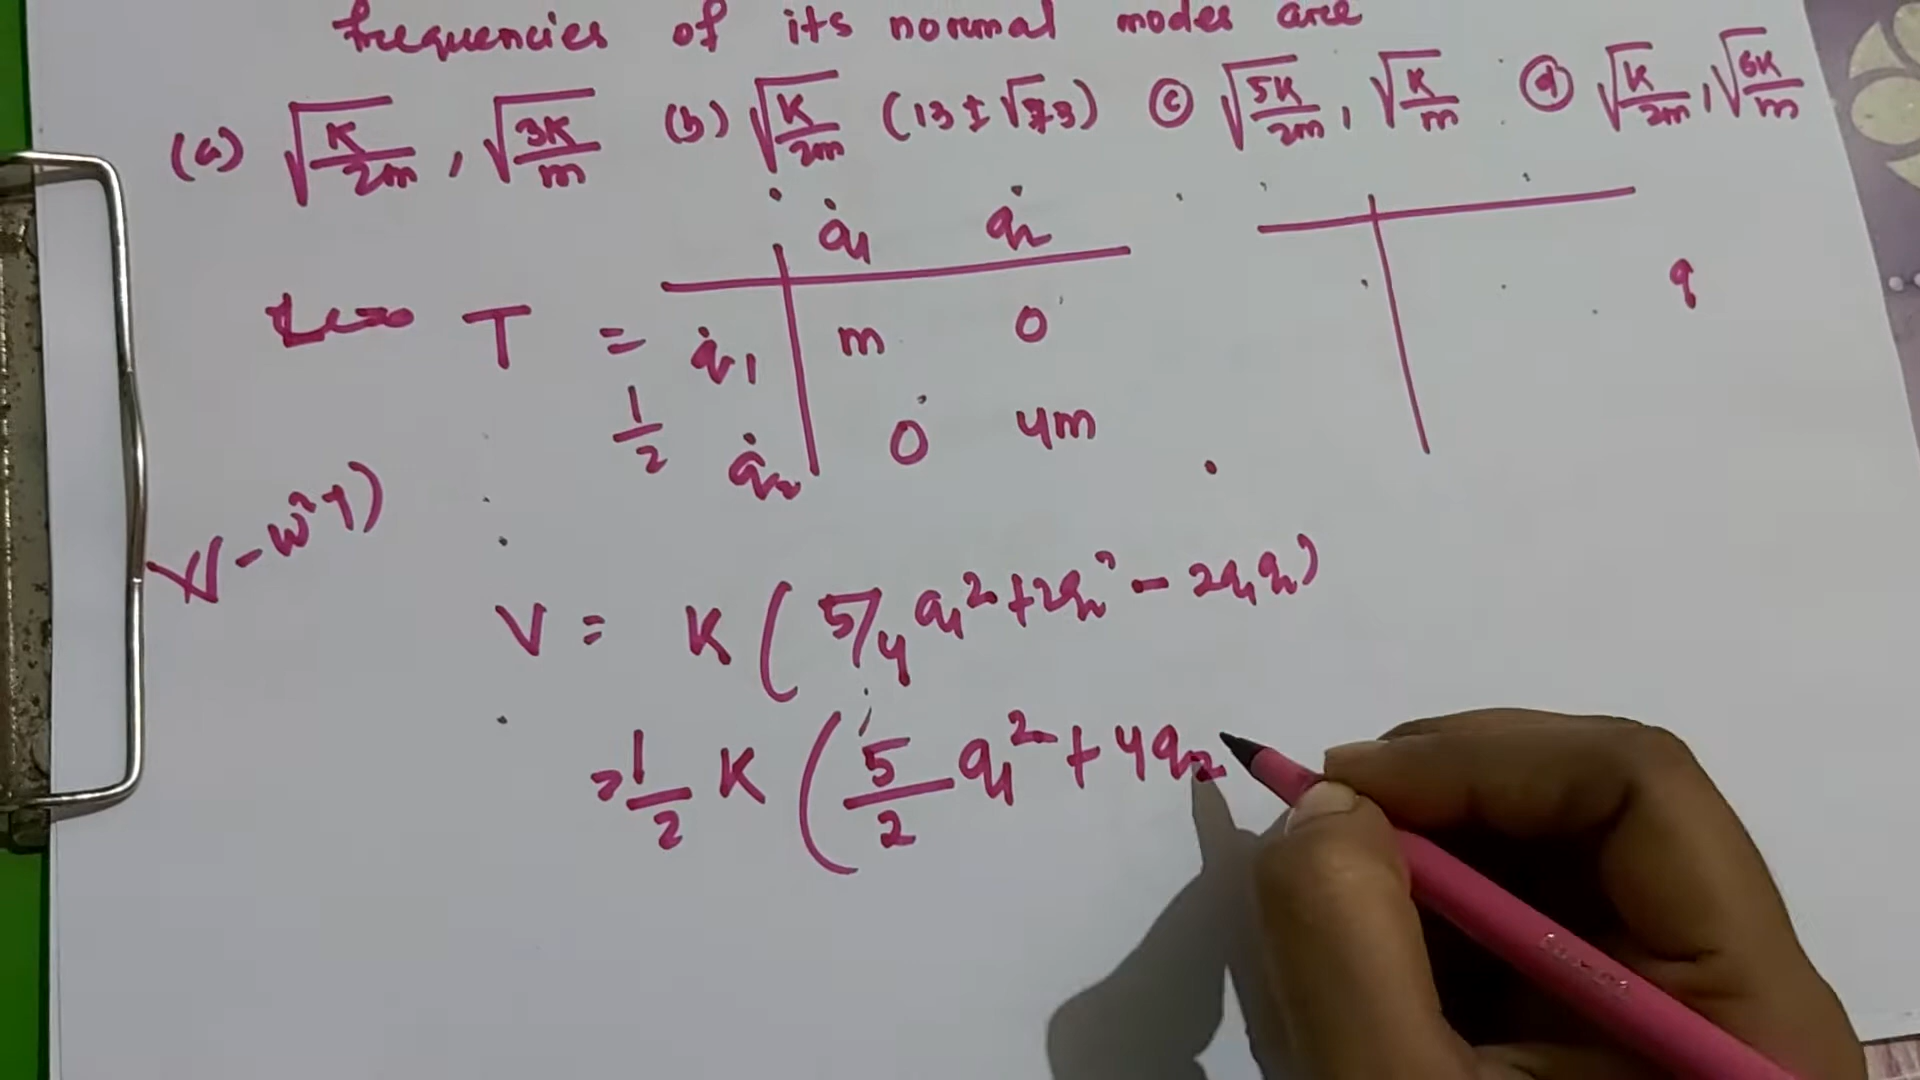 frequencies of its normal modes are
(a) √K/2m , √3K/m (b) √K/2m (13 ± √73) ⓒ √5K/2m , √K/m ⓓ √K/2m , √6K/m
q̇1 q̇2
T = q̇1 m 0 q
1/2 q̇2 0 4m
V - ω²T)
V = K ( 5/4 q1² + 2q2² - 2q1q2)
= 1/2 K ( 5/2 q1² + 4q2